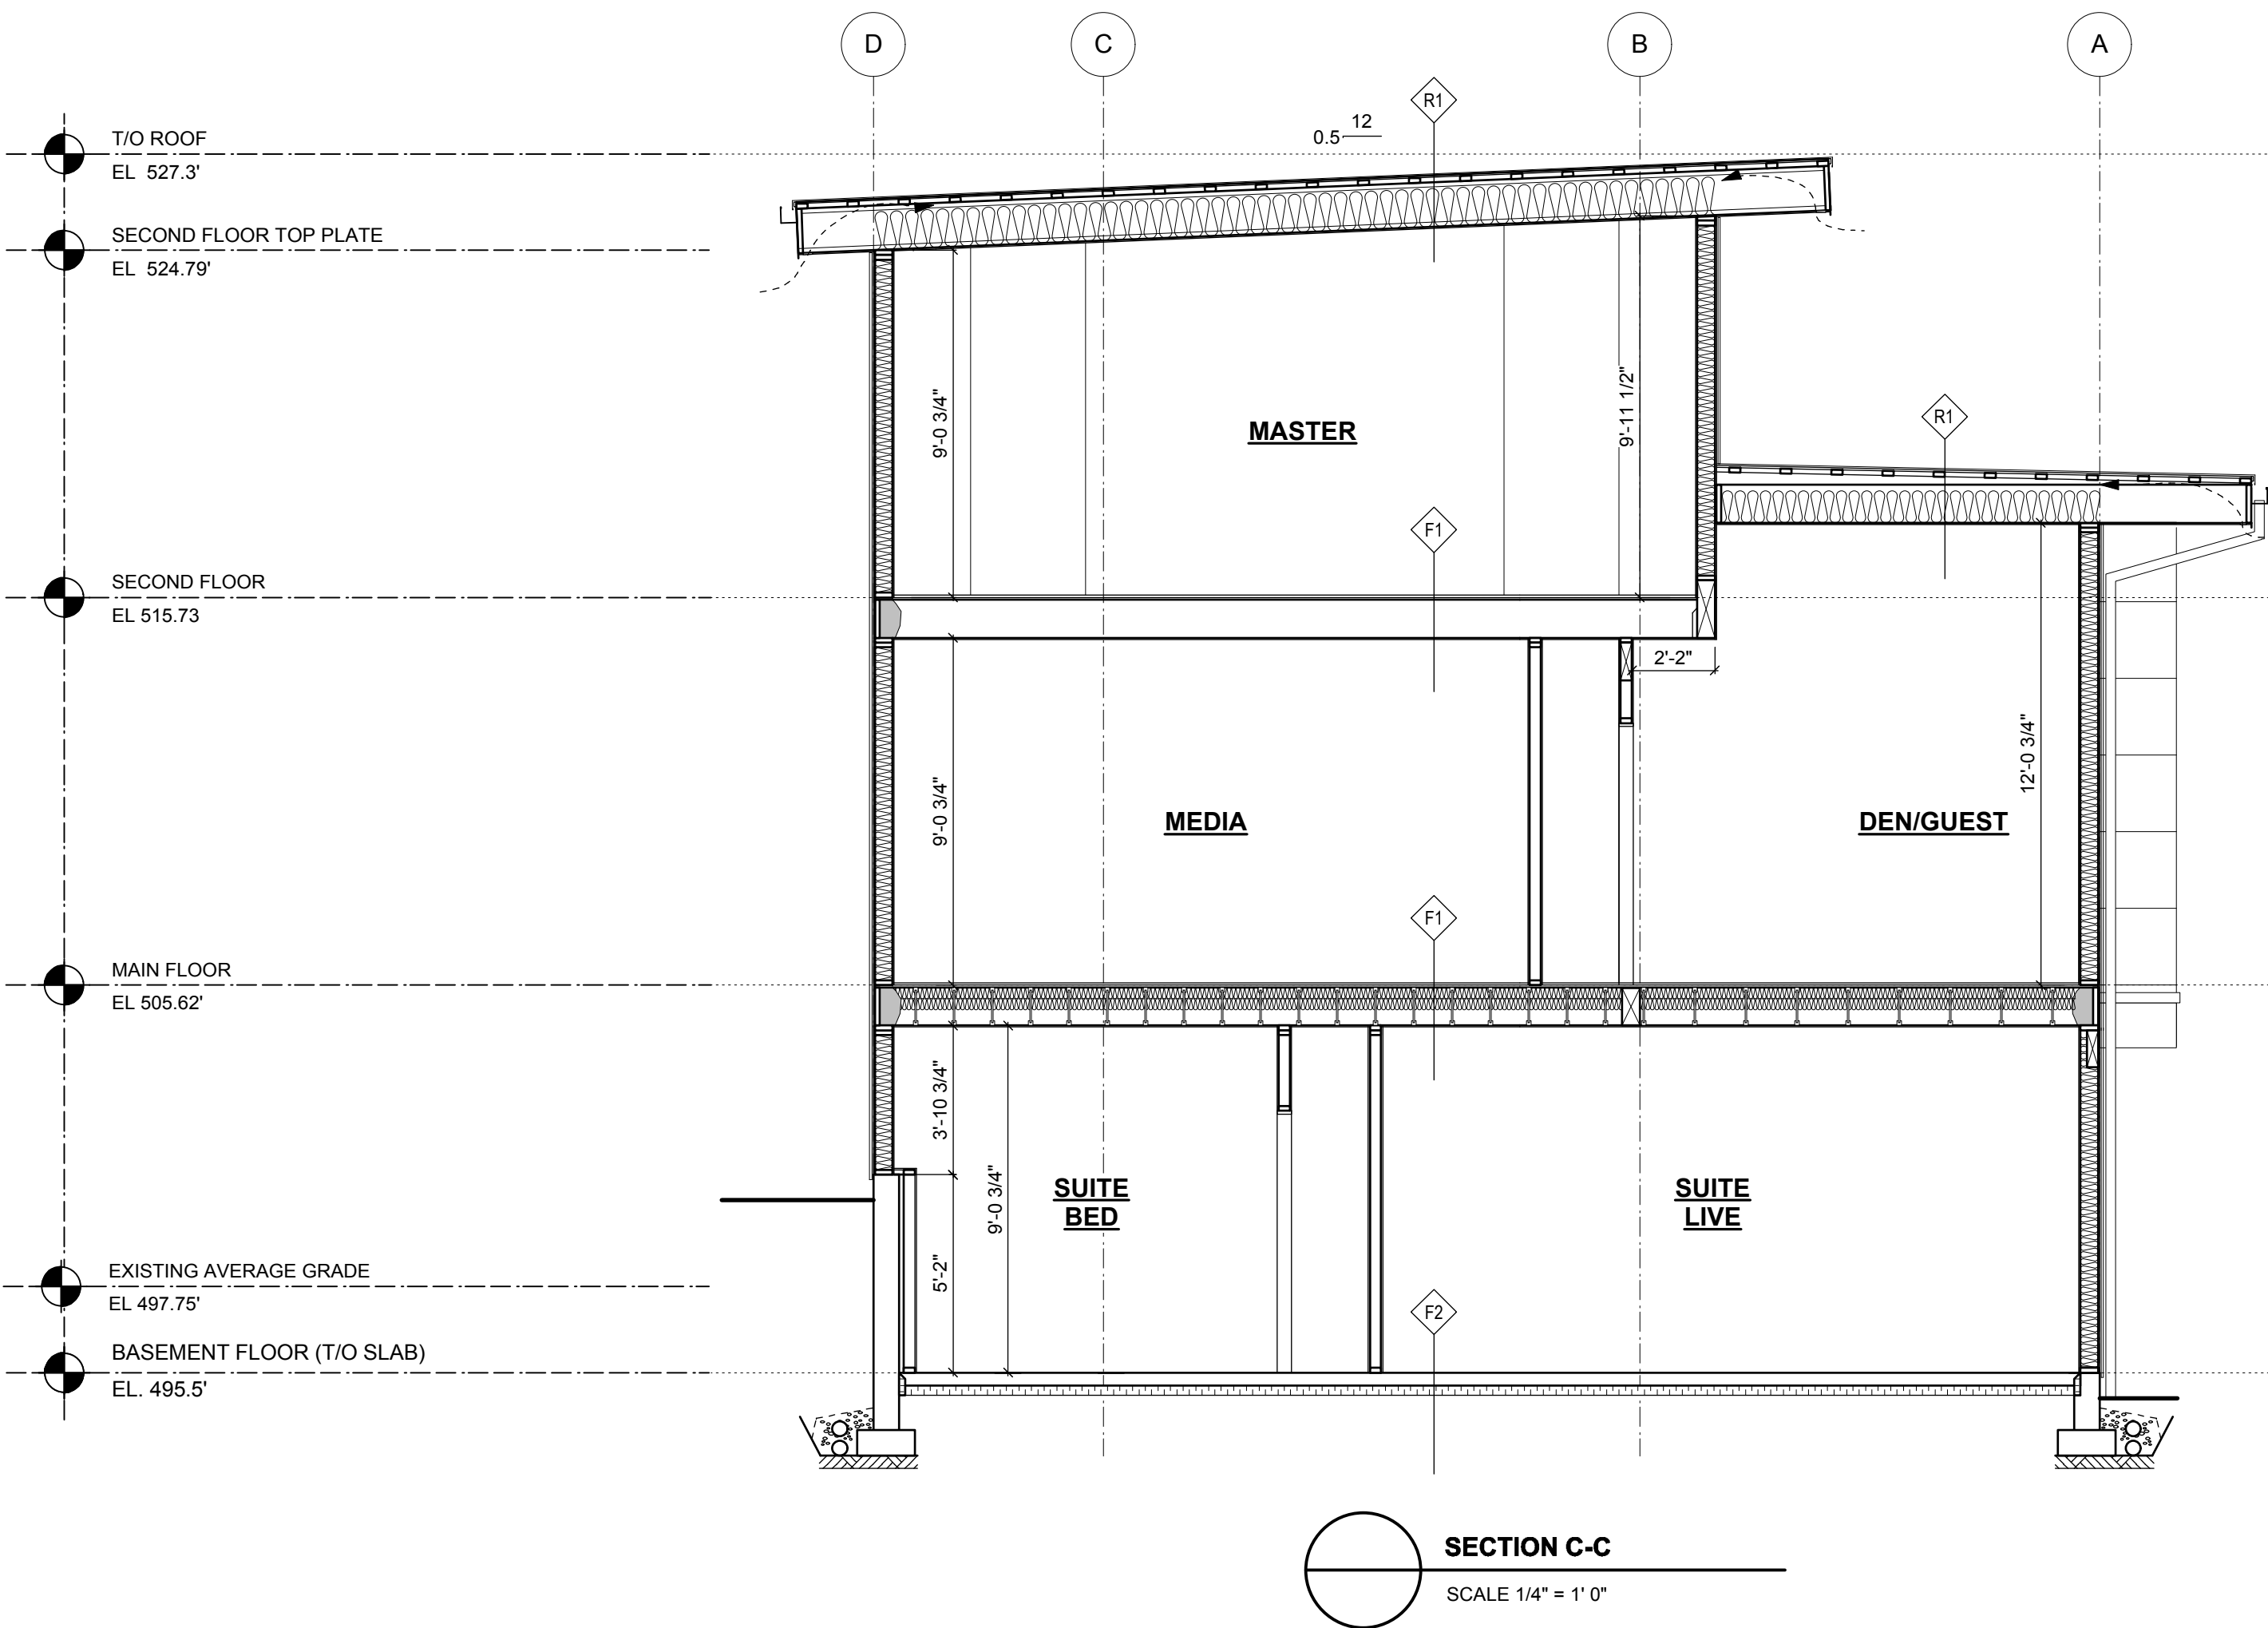 D
C
B
A
R1
12
0.5
T/O ROOF
EL 527.3'
SECOND FLOOR TOP PLATE
EL 524.79'
9'-0 3/4"
MASTER
9'-11 1/2"
R1
F1
SECOND FLOOR
EL 515.73
2'-2"
9'-0 3/4"
MEDIA
12'-0 3/4"
DEN/GUEST
F1
MAIN FLOOR
EL 505.62'
3'-10 3/4"
9'-0 3/4"
SUITE
BED
SUITE
LIVE
5'-2"
EXISTING AVERAGE GRADE
EL 497.75'
F2
BASEMENT FLOOR (T/O SLAB)
EL. 495.5'
SECTION C-C
SCALE 1/4" = 1' 0"